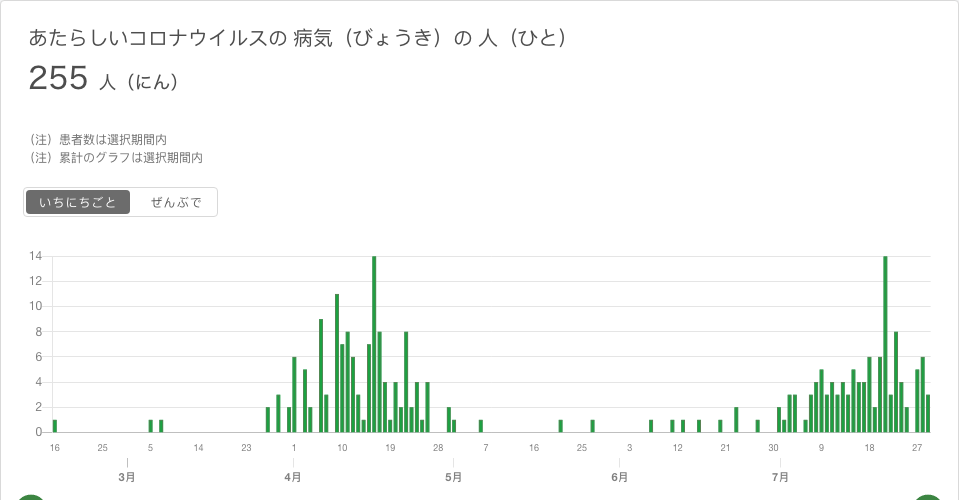 あたらしいコロナウイルスの 病気（びょうき）の 人（ひと）
255 人（にん）
（注）患者数は選択期間内
（注）累計のグラフは選択期間内
いちにちごと ぜんぶで
14
12
10
8
6
4
2
0
16 25 5 14 23 1 10 19 28 7 16 25 3 12 21 30 9 18 27
3月 4月 5月 6月 7月